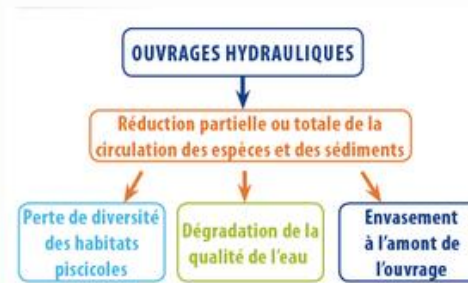 OUVRAGES HYDRAULIQUES
Réduction partielle ou totale de la
circulation des espèces et des sédiments
Perte de diversité
des habitats
piscicoles
Dégradation de la
qualité de l'eau
Envasement
à l'amont de
l'ouvrage